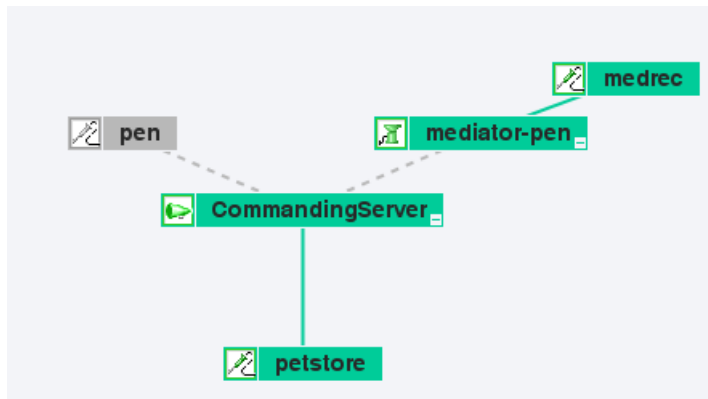 medrec
pen
mediator-pen
CommandingServer
petstore